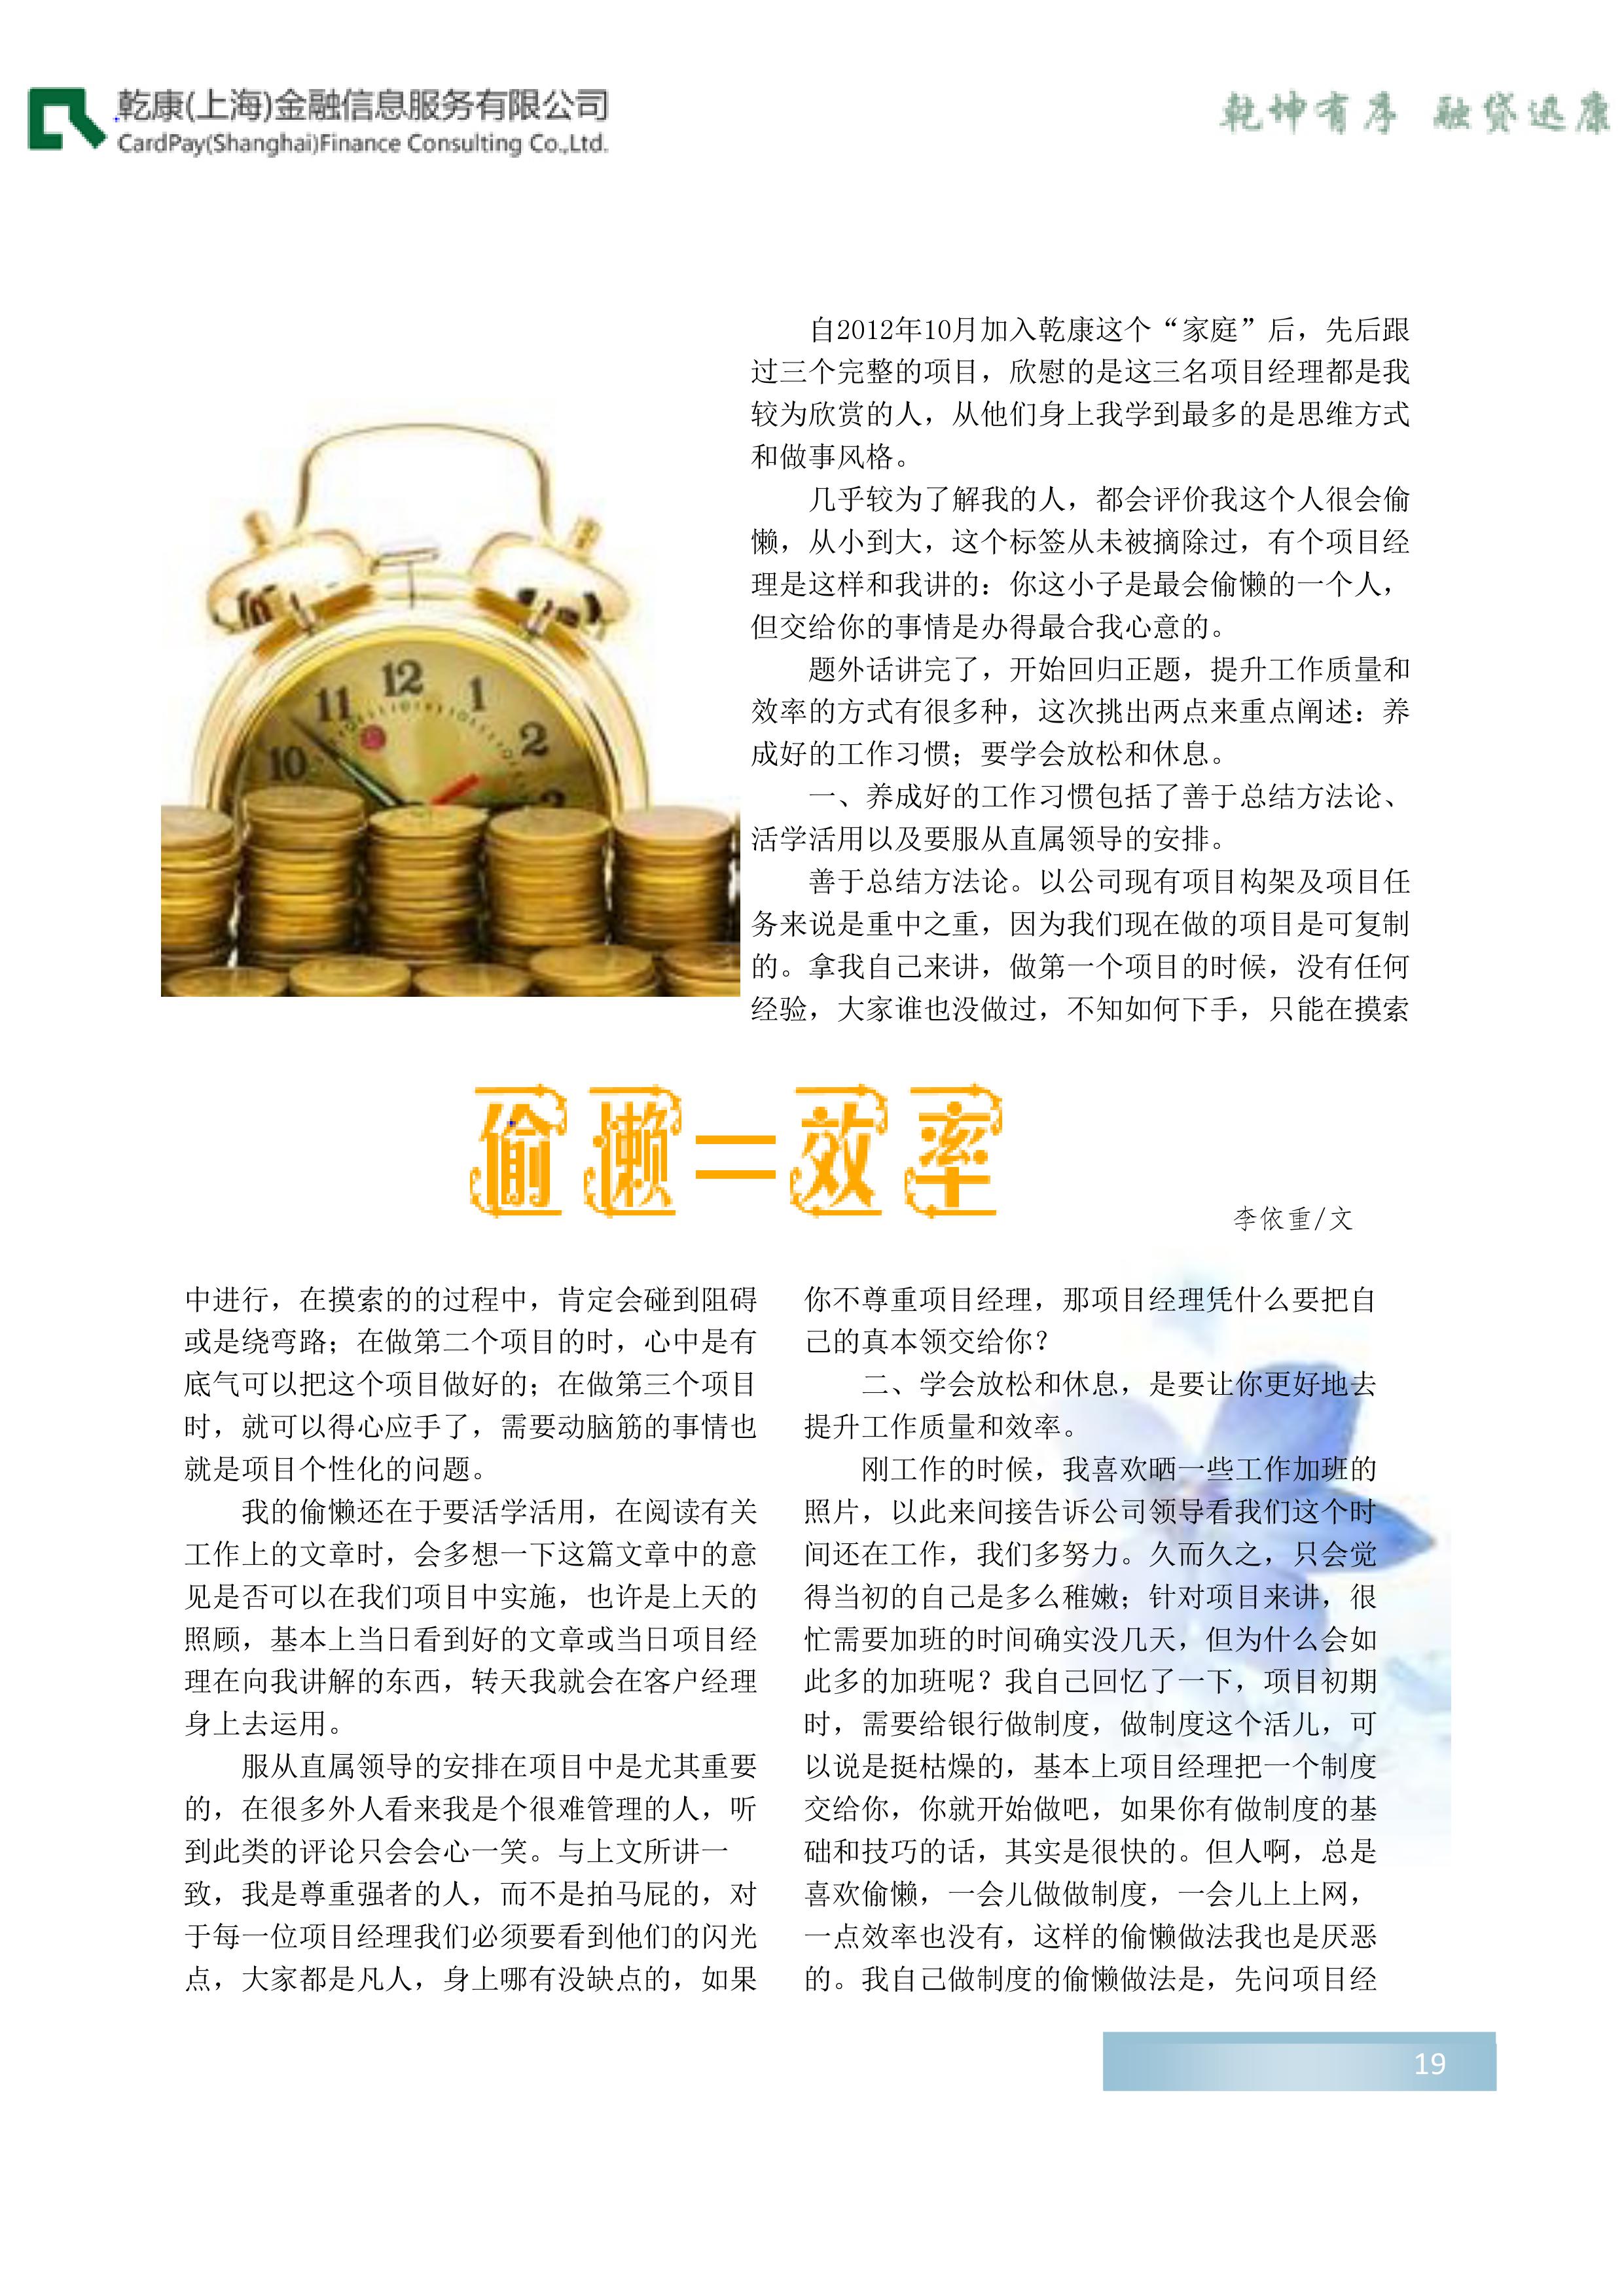 乾康(上海)金融信息服务有限公司
CardPay(Shanghai)Finance Consulting Co.,Ltd.
乾坤有序 融贷迅康
自2012年10月加入乾康这个“家庭”后，先后跟
过三个完整的项目，欣慰的是这三名项目经理都是我
较为欣赏的人，从他们身上我学到最多的是思维方式
和做事风格。
几乎较为了解我的人，都会评价我这个人很会偷
懒，从小到大，这个标签从未被摘除过，有个项目经
理是这样和我讲的：你这小子是最会偷懒的一个人，
但交给你的事情是办得最合我心意的。
题外话讲完了，开始回归正题，提升工作质量和
效率的方式有很多种，这次挑出两点来重点阐述：养
成好的工作习惯；要学会放松和休息。
一、养成好的工作习惯包括了善于总结方法论、
活学活用以及要服从直属领导的安排。
善于总结方法论。以公司现有项目构架及项目任
务来说是重中之重，因为我们现在做的项目是可复制
的。拿我自己来讲，做第一个项目的时候，没有任何
经验，大家谁也没做过，不知如何下手，只能在摸索
12
11
1
10
2
偷懒=效率
李依重/文
中进行，在摸索的的过程中，肯定会碰到阻碍
或是绕弯路；在做第二个项目的时，心中是有
底气可以把这个项目做好的；在做第三个项目
时，就可以得心应手了，需要动脑筋的事情也
就是项目个性化的问题。
我的偷懒还在于要活学活用，在阅读有关
工作上的文章时，会多想一下这篇文章中的意
见是否可以在我们项目中实施，也许是上天的
照顾，基本上当日看到好的文章或当日项目经
理在向我讲解的东西，转天我就会在客户经理
身上去运用。
服从直属领导的安排在项目中是尤其重要
的，在很多外人看来我是个很难管理的人，听
到此类的评论只会会心一笑。与上文所讲一
致，我是尊重强者的人，而不是拍马屁的，对
于每一位项目经理我们必须要看到他们的闪光
点，大家都是凡人，身上哪有没缺点的，如果
你不尊重项目经理，那项目经理凭什么要把自
己的真本领交给你？
二、学会放松和休息，是要让你更好地去
提升工作质量和效率。
刚工作的时候，我喜欢晒一些工作加班的
照片，以此来间接告诉公司领导看我们这个时
间还在工作，我们多努力。久而久之，只会觉
得当初的自己是多么稚嫩；针对项目来讲，很
忙需要加班的时间确实没几天，但为什么会如
此多的加班呢？我自己回忆了一下，项目初期
时，需要给银行做制度，做制度这个活儿，可
以说是挺枯燥的，基本上项目经理把一个制度
交给你，你就开始做吧，如果你有做制度的基
础和技巧的话，其实是很快的。但人啊，总是
喜欢偷懒，一会儿做做制度，一会儿上上网，
一点效率也没有，这样的偷懒做法我也是厌恶
的。我自己做制度的偷懒做法是，先问项目经
19